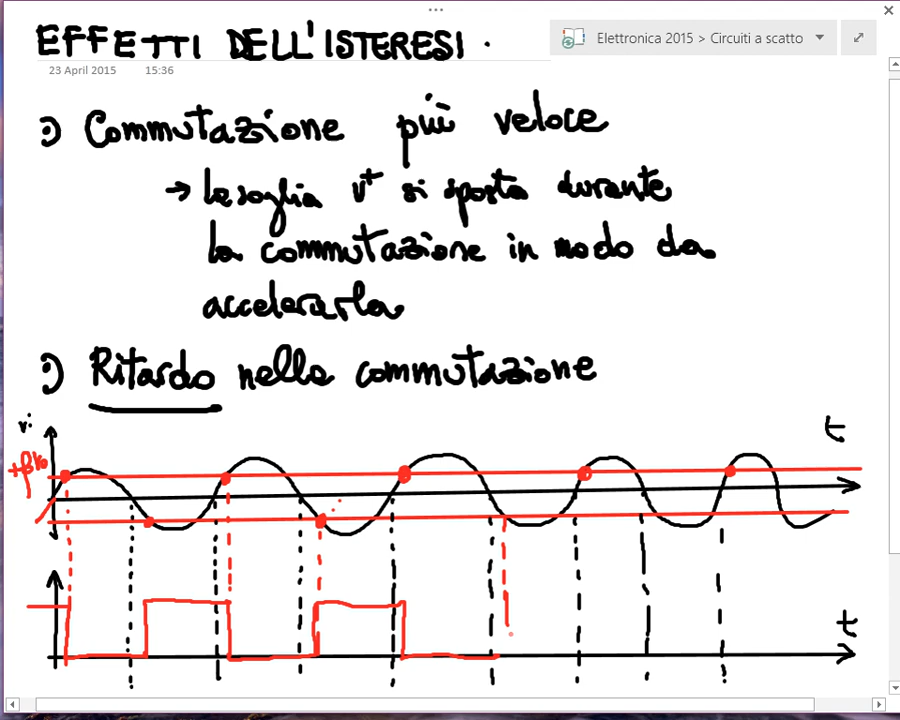 EFFETTI DELL'ISTERESI.
Elettronica 2015 > Circuiti a scatto
23 April 2015 15:36
:) Commutazione più veloce
→ la soglia V+ si sposta durante
la commutazione in modo da
accelerarla
:) Ritardo nella commutazione
vi
t
t